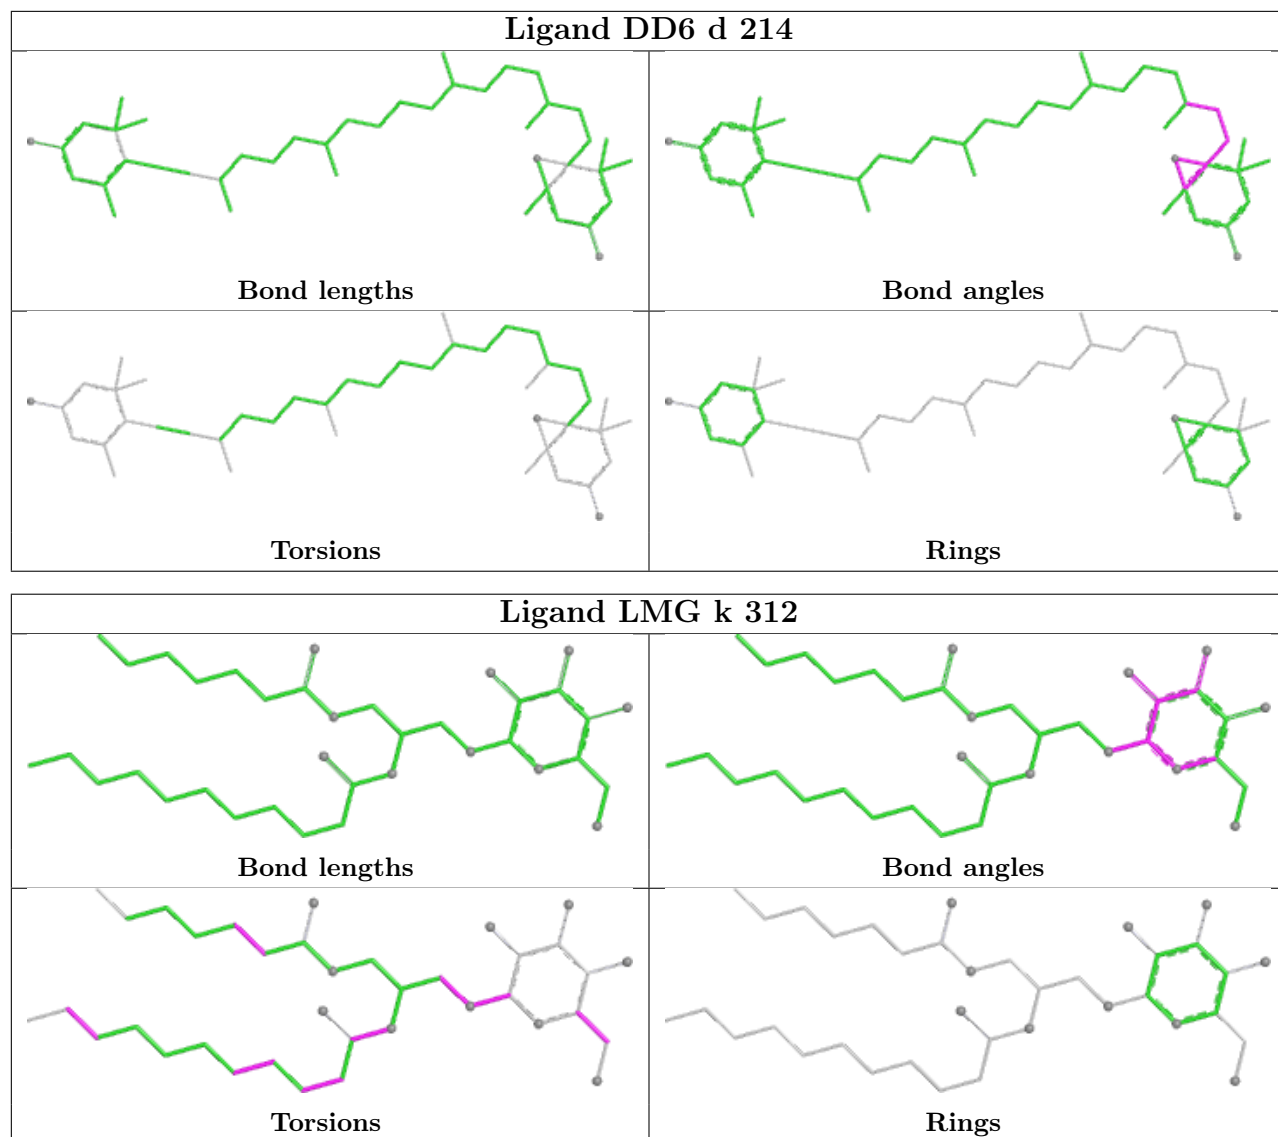 Ligand DD6 d 214
Bond lengths
Bond angles
Torsions
Rings
Ligand LMG k 312
Bond lengths
Bond angles
Torsions
Rings